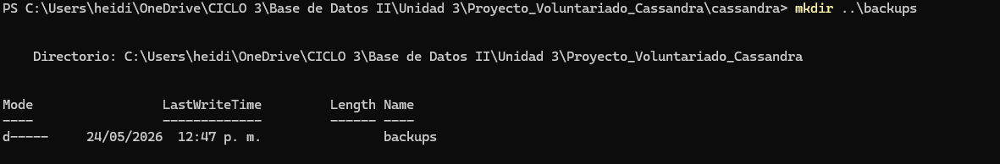 PS C:\Users\heidi\OneDrive\CICLO 3\Base de Datos II\Unidad 3\Proyecto_Voluntariado_Cassandra\cassandra> mkdir ..\backups
Directorio: C:\Users\heidi\OneDrive\CICLO 3\Base de Datos II\Unidad 3\Proyecto_Voluntariado_Cassandra
Mode                 LastWriteTime         Length Name
----                 -------------         ------ ----
d-----     24/05/2026  12:47 p. m.                backups